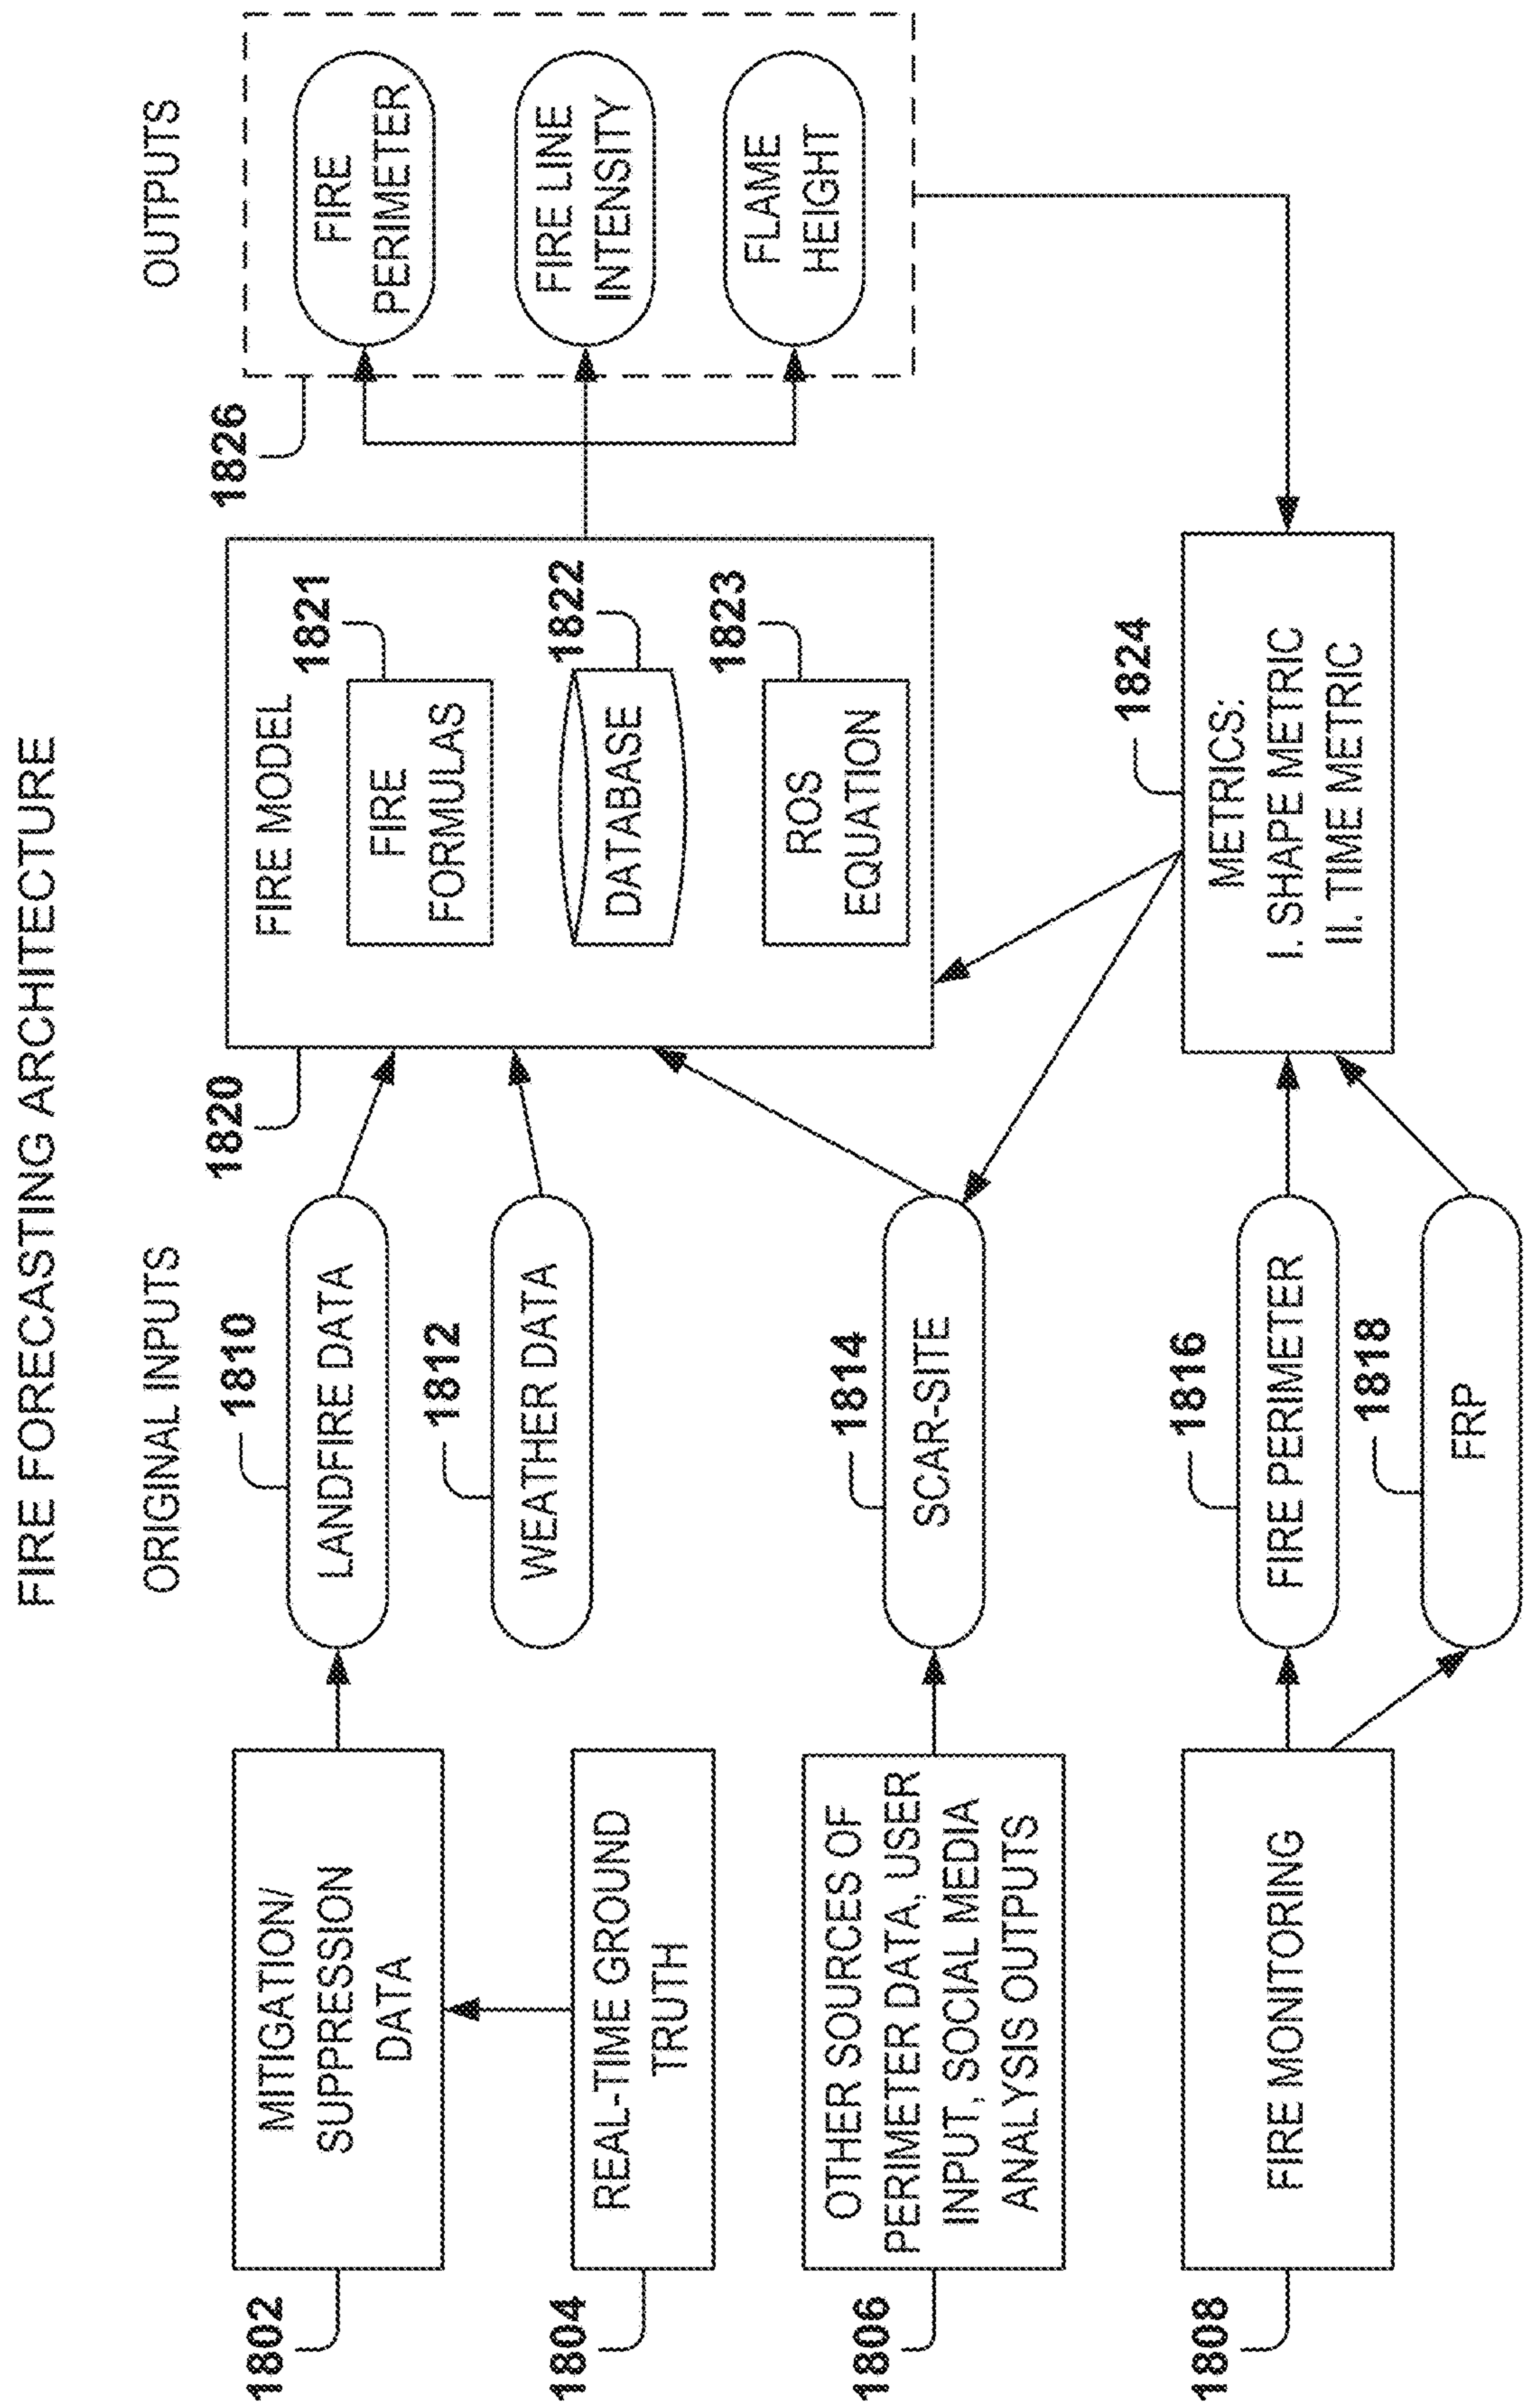 FIRE FORECASTING ARCHITECTURE
ORIGINAL INPUTS
OUTPUTS
1802
MITIGATION/
SUPPRESSION
DATA
1804
REAL-TIME GROUND
TRUTH
1806
OTHER SOURCES OF
PERIMETER DATA, USER
INPUT, SOCIAL MEDIA
ANALYSIS OUTPUTS
1808
FIRE MONITORING
1810
LANDFIRE DATA
1812
WEATHER DATA
1814
SCAR-SITE
1816
FIRE PERIMETER
1818
FRP
1820
FIRE MODEL
1821
FIRE
FORMULAS
1822
DATABASE
1823
ROS
EQUATION
1824
METRICS:
I. SHAPE METRIC
II. TIME METRIC
1826
FIRE
PERIMETER
FIRE LINE
INTENSITY
FLAME
HEIGHT